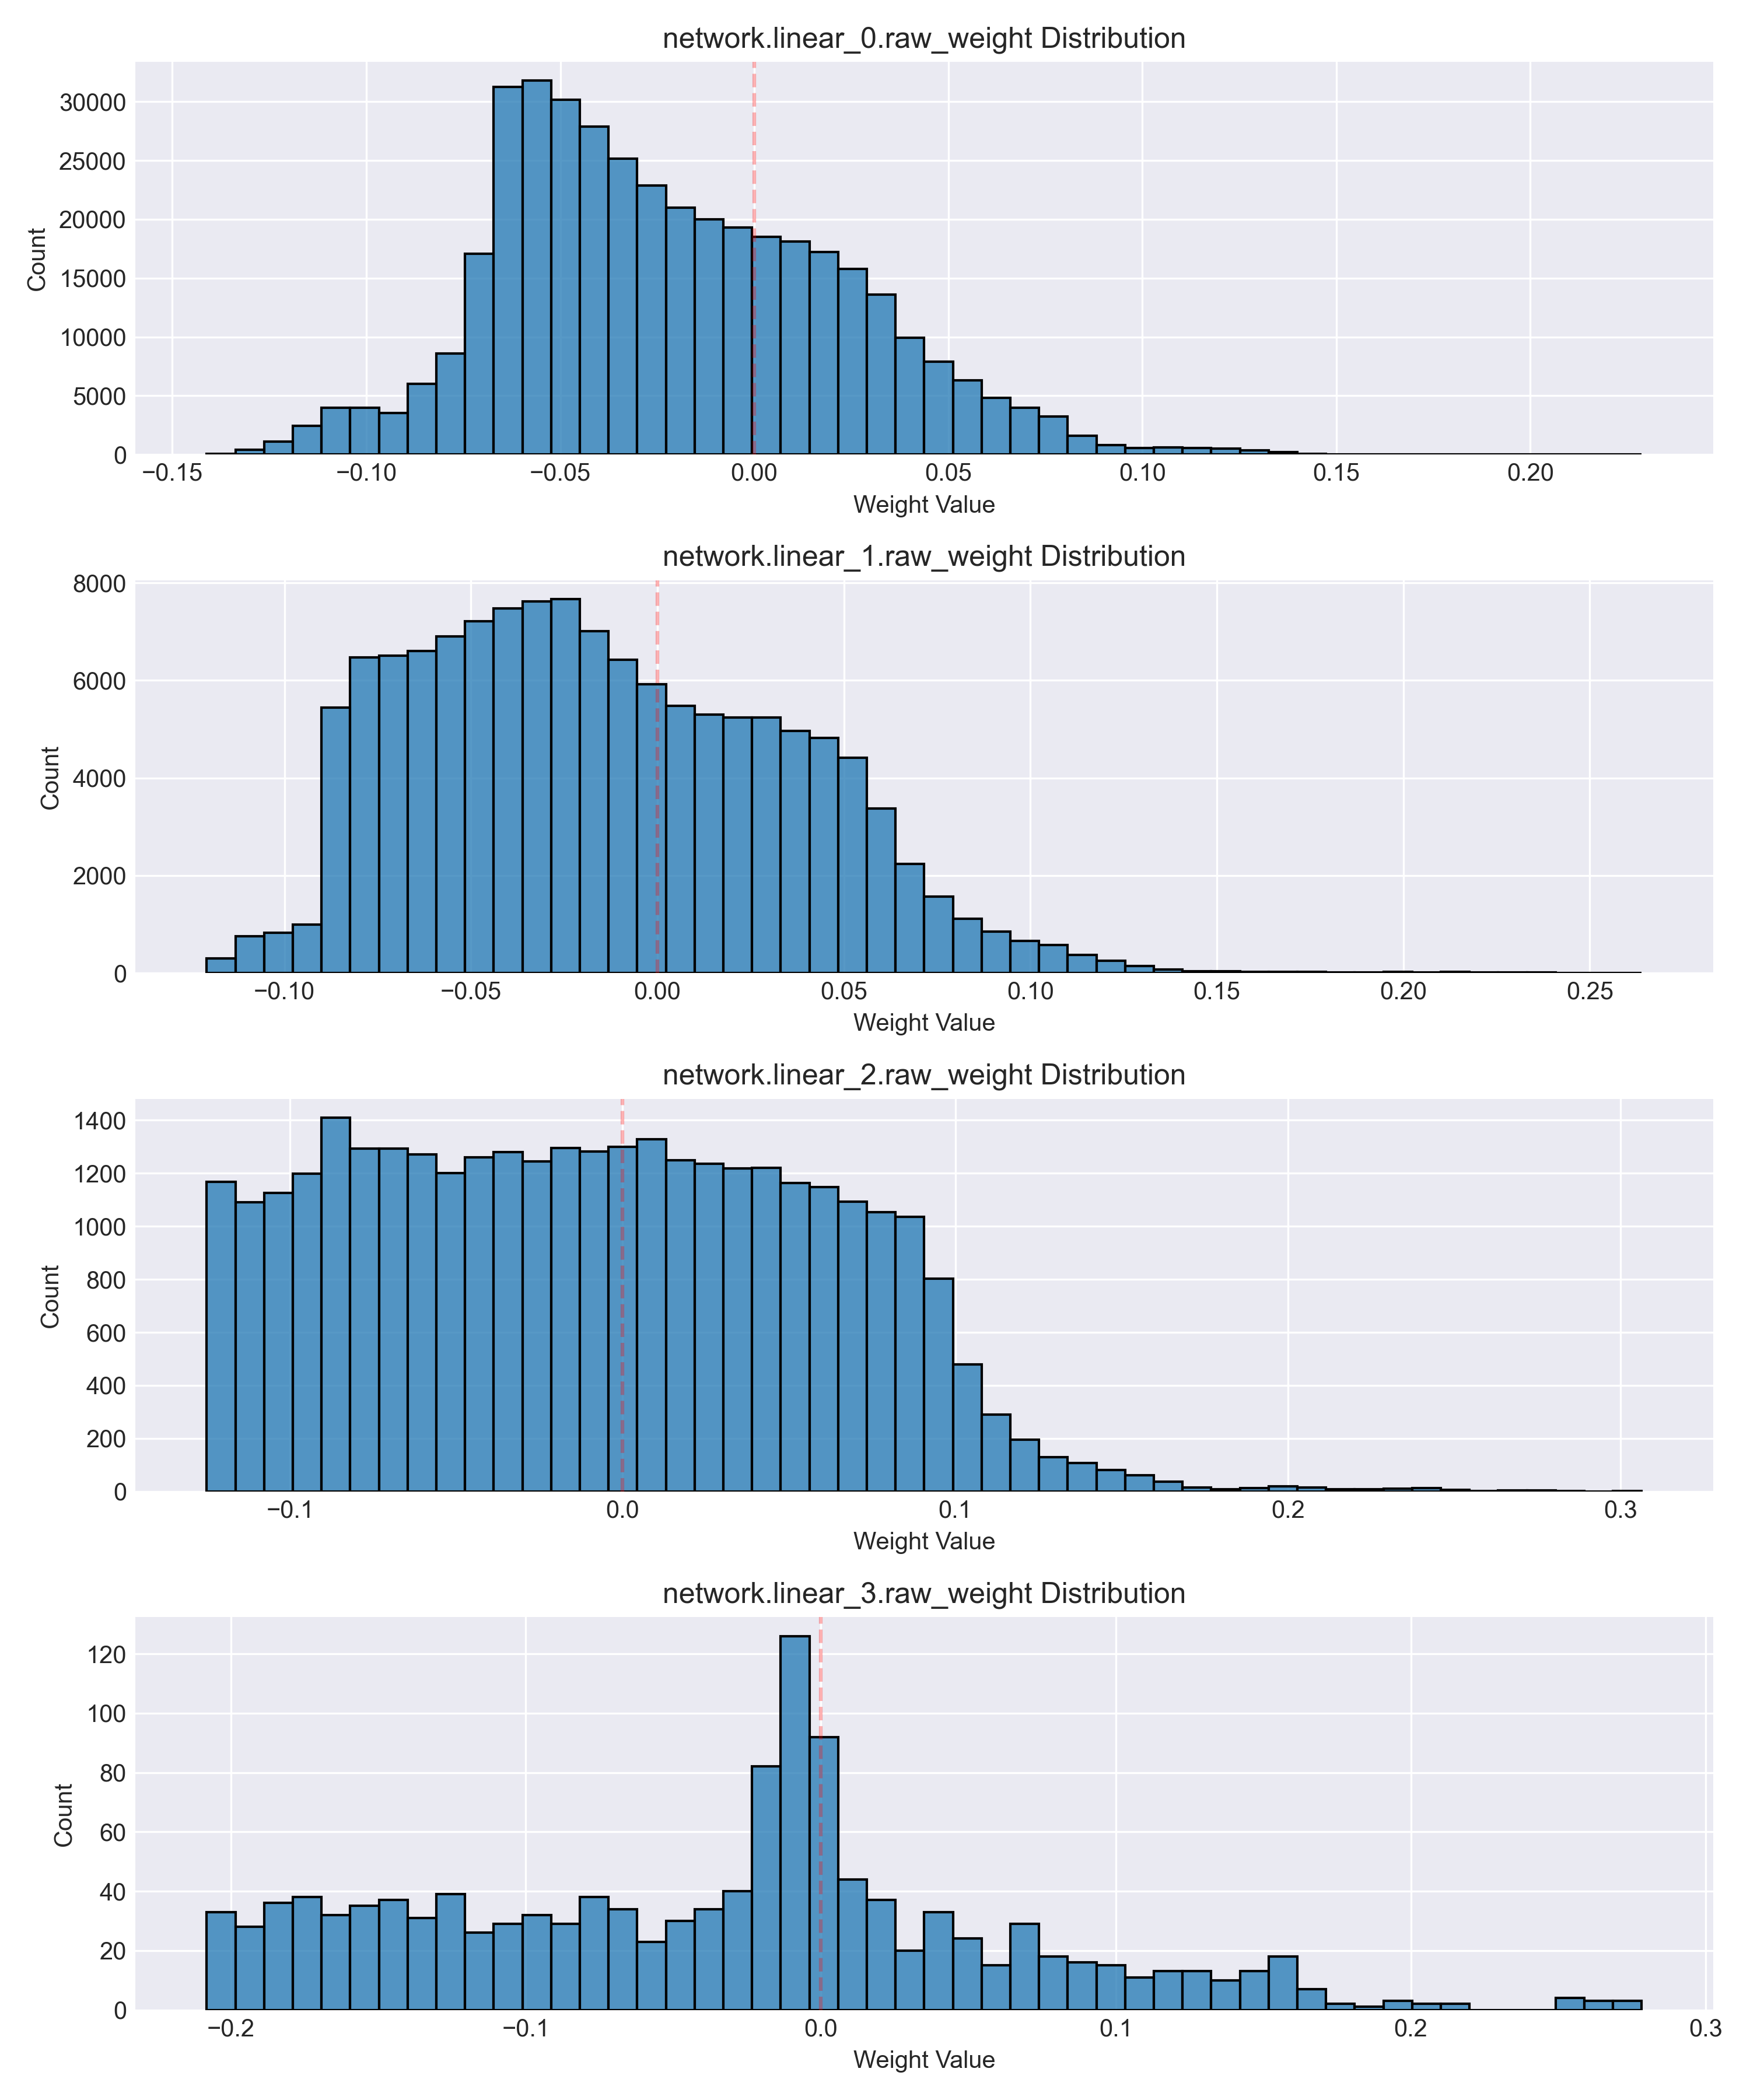 network.linear_0.raw_weight Distribution
30000
25000
20000
15000
10000
5000
0
Count
−0.15 −0.10 −0.05 0.00 0.05 0.10 0.15 0.20
Weight Value
network.linear_1.raw_weight Distribution
8000
6000
4000
2000
0
Count
−0.10 −0.05 0.00 0.05 0.10 0.15 0.20 0.25
Weight Value
network.linear_2.raw_weight Distribution
1400
1200
1000
800
600
400
200
0
Count
−0.1 0.0 0.1 0.2 0.3
Weight Value
network.linear_3.raw_weight Distribution
120
100
80
60
40
20
0
Count
−0.2 −0.1 0.0 0.1 0.2 0.3
Weight Value